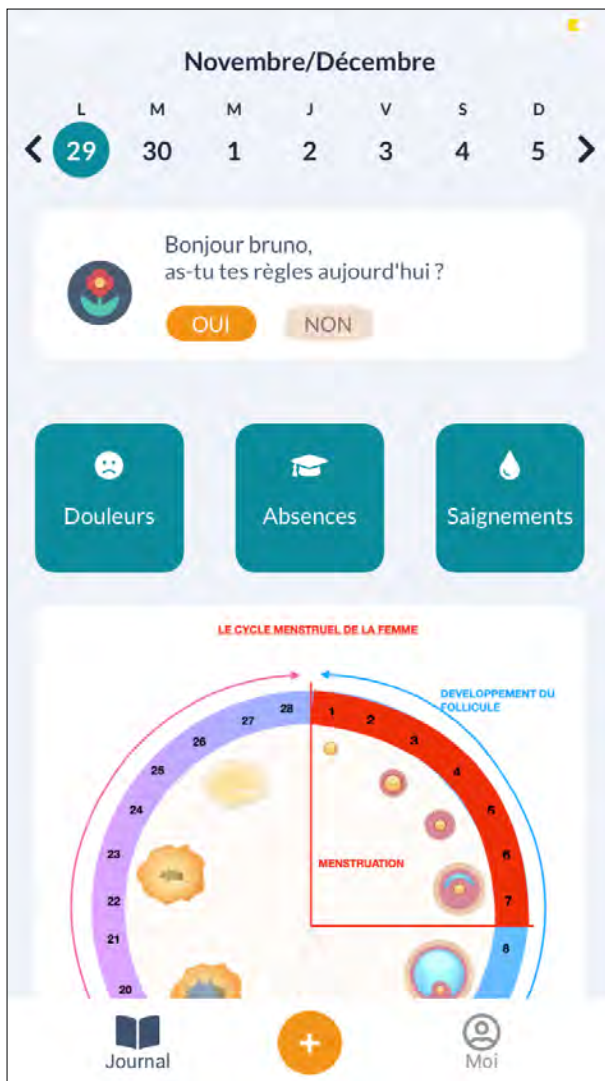 Novembre/Décembre
L M M J V S D
29 30 1 2 3 4 5
Bonjour bruno,
as-tu tes règles aujourd'hui ?
OUI NON
Douleurs Absences Saignements
LE CYCLE MENSTRUEL DE LA FEMME
DEVELOPPEMENT DU
FOLLICULE
28 1
27 2
26 3
25 4
24 5
23 6
MENSTRUATION
22 7
21 8
20
Journal + Moi